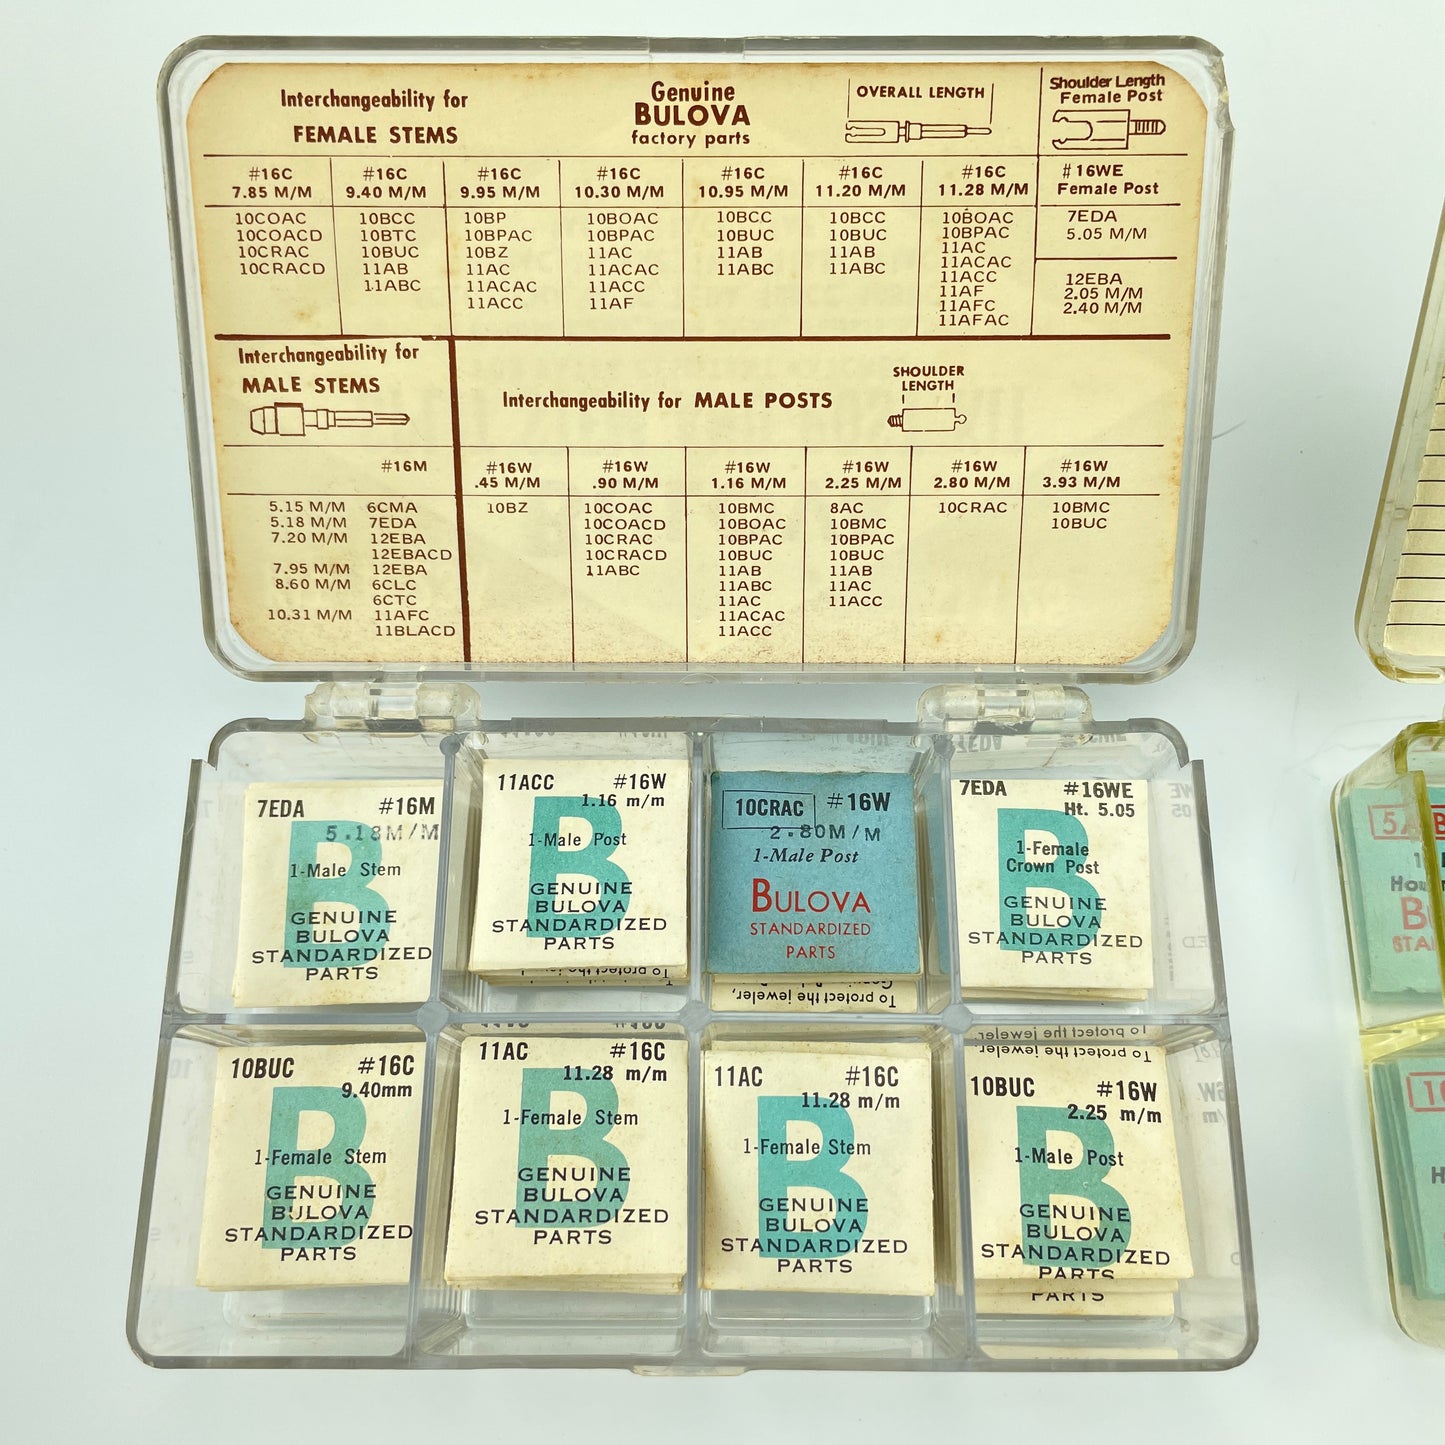 Interchangeability for
FEMALE STEMS
Genuine
BULOVA
factory parts
OVERALL LENGTH
Shoulder Length
Female Post
#16C
7.85 M/M
10COAC
10COACD
10CRAC
10CRACD
#16C
9.40 M/M
10BCC
10BTC
10BUC
11AB
11ABC
#16C
9.95 M/M
10BP
10BPAC
10BZ
11AC
11ACAC
11ACC
#16C
10.30 M/M
10BOAC
10BPAC
11AC
11ACAC
11ACC
11AF
#16C
10.95 M/M
10BCC
10BUC
11AB
11ABC
#16C
11.20 M/M
10BCC
10BUC
11AB
11ABC
#16C
11.28 M/M
10BOAC
10BPAC
11AC
11ACAC
11ACC
11AF
11AFC
11AFAC
#16WE
Female Post
7EDA
5.05 M/M
12EBA
2.05 M/M
2.40 M/M
Interchangeability for
MALE STEMS
#16M
5.15 M/M 6CMA
5.18 M/M 7EDA
7.20 M/M 12EBA
12EBACD
7.95 M/M 12EBA
8.60 M/M 6CLC
6CTC
10.31 M/M 11AFC
11BLACD
Interchangeability for MALE POSTS
SHOULDER
LENGTH
#16W
.45 M/M
10BZ
#16W
.90 M/M
10COAC
10COACD
10CRAC
10CRACD
11ABC
#16W
1.16 M/M
10BMC
10BOAC
10BPAC
10BUC
11AB
11ABC
11AC
11ACAC
11ACC
#16W
2.25 M/M
8AC
10BMC
10BPAC
10BUC
11AB
11AC
11ACC
#16W
2.80 M/M
10CRAC
#16W
3.93 M/M
10BMC
10BUC
7EDA #16M
5.18M/M
1-Male Stem
B
GENUINE
BULOVA
STANDARDIZED
PARTS
11ACC #16W
1.16 m/m
1-Male Post
B
GENUINE
BULOVA
STANDARDIZED
PARTS
To protect the
10CRAC #16W
2.80M/M
1-Male Post
BULOVA
STANDARDIZED
PARTS
To protect the jeweler,
7EDA #16WE
Ht. 5.05
1-Female
Crown Post
B
GENUINE
BULOVA
STANDARDIZED
PARTS
10BUC #16C
9.40mm
1-Female Stem
B
GENUINE
BULOVA
STANDARDIZED
PARTS
11AC #16C
11.28 m/m
1-Female Stem
B
GENUINE
BULOVA
STANDARDIZED
PARTS
11AC #16C
11.28 m/m
1-Female Stem
B
GENUINE
BULOVA
STANDARDIZED
PARTS
To protect the jeweler
To protect the jeweler
10BUC #16W
2.25 m/m
1-Male Post
B
GENUINE
BULOVA
STANDARDIZED
PARTS
PARTS